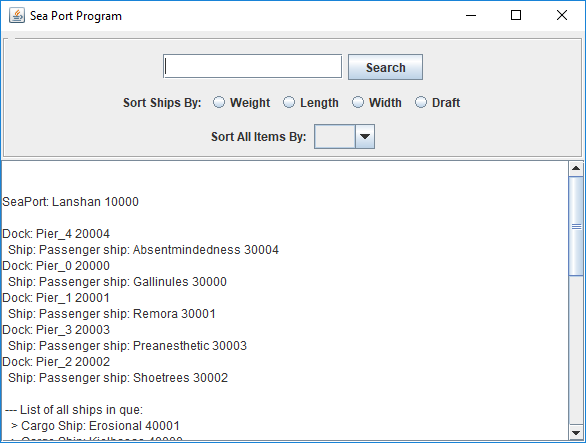 Sea Port Program
Search
Sort Ships By: Weight Length Width Draft
Sort All Items By:
SeaPort: Lanshan 10000
Dock: Pier_4 20004
Ship: Passenger ship: Absentmindedness 30004
Dock: Pier_0 20000
Ship: Passenger ship: Gallinules 30000
Dock: Pier_1 20001
Ship: Passenger ship: Remora 30001
Dock: Pier_3 20003
Ship: Passenger ship: Preanesthetic 30003
Dock: Pier_2 20002
Ship: Passenger ship: Shoetrees 30002
--- List of all ships in que:
> Cargo Ship: Erosional 40001
> Cargo Ship: